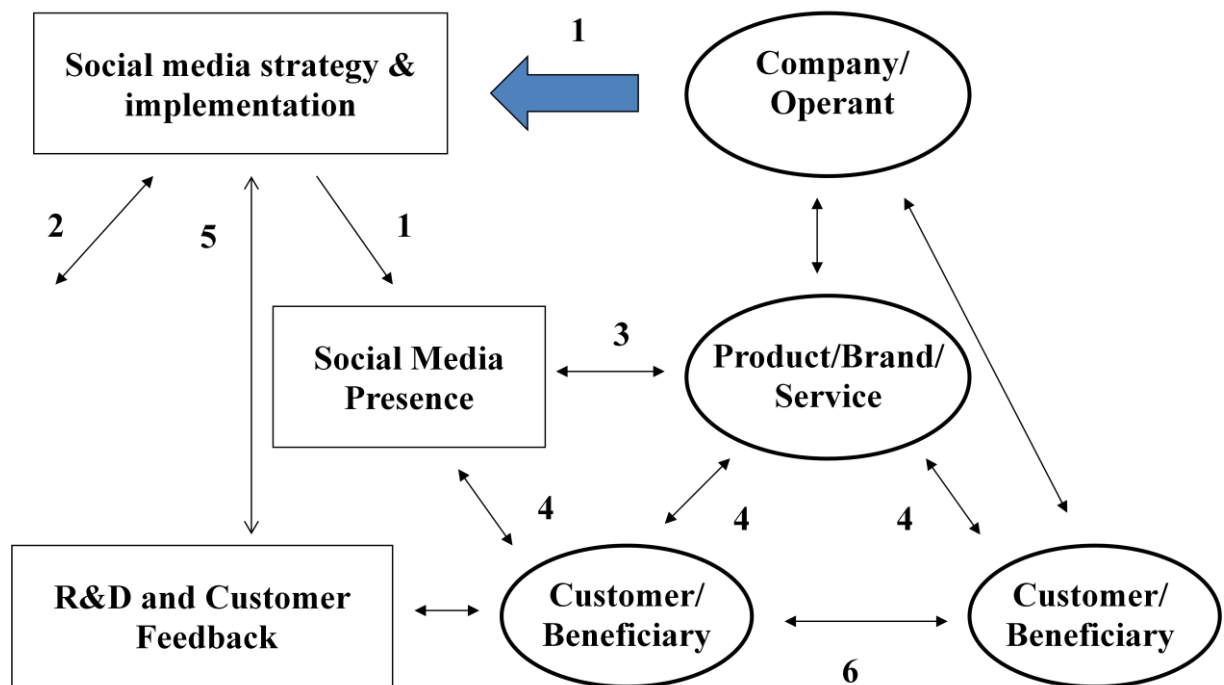 1
Social media strategy &
implementation
Company/
Operant
2
5
1
3
Social Media
Presence
Product/Brand/
Service
4
4
4
R&D and Customer
Feedback
Customer/
Beneficiary
Customer/
Beneficiary
6